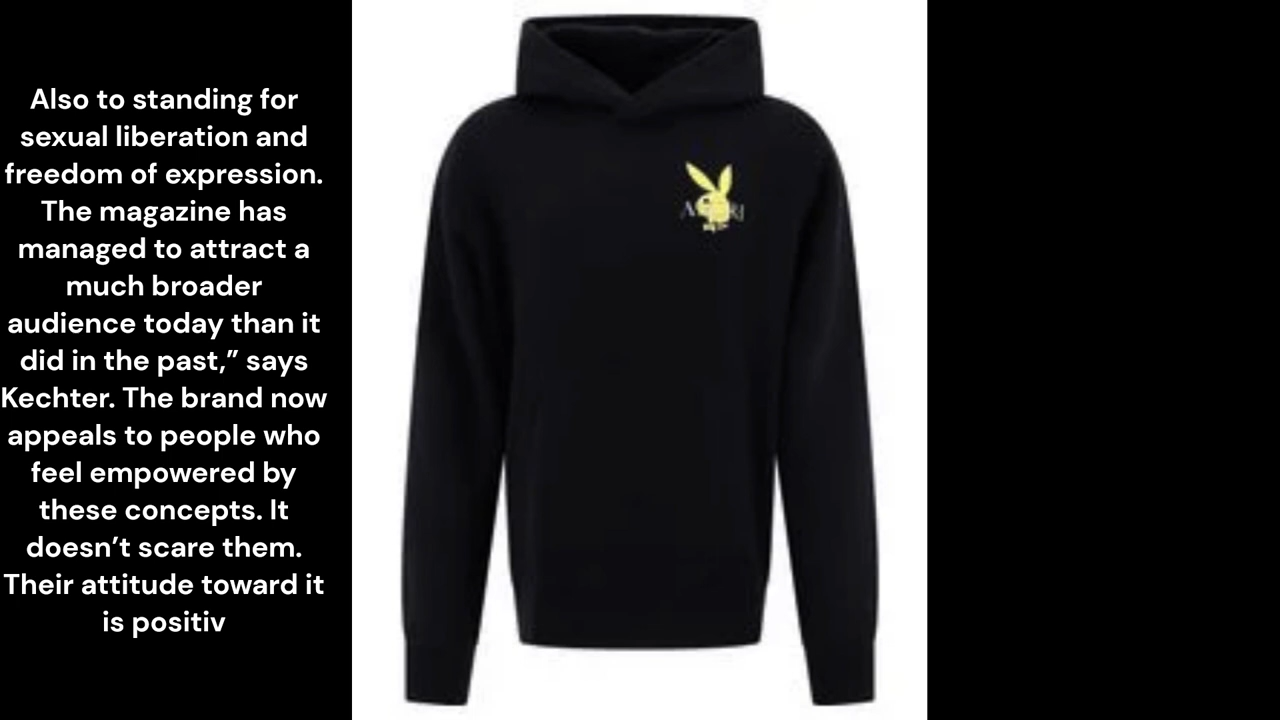 Also to standing for
sexual liberation and
freedom of expression.
The magazine has
managed to attract a
much broader
audience today than it
did in the past,” says
Kechter. The brand now
appeals to people who
feel empowered by
these concepts. It
doesn’t scare them.
Their attitude toward it
is positiv